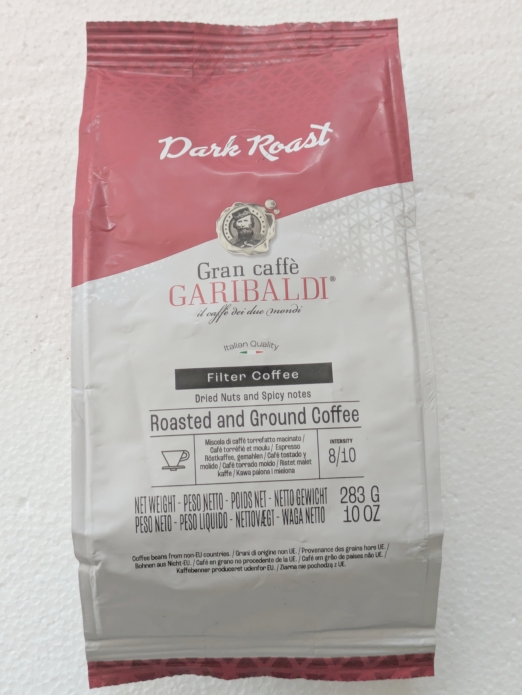 Dark Roast
Gran caffè
GARIBALDI®
il caffè dei due mondi
Italian Quality
Filter Coffee
Dried Nuts and Spicy notes
Roasted and Ground Coffee
Miscela di caffè torrefatto macinato /
Café torréfié et moulu / Espresso
Röstkaffee, gemahlen / Café tostado y
molido / Café torrado moído / Ristet malet
kaffe / Kawa palona i mielona
INTENSITY
8/10
NET WEIGHT - PESO NETTO - POIDS NET - NETTO GEWICHT 283 G
PESO NETO - PESO LÍQUIDO - NETTOVÆGT - WAGA NETTO 10 OZ
Coffee beans from non-EU countries. / Grani di origine non UE. / Provenance des grains hors UE. /
Bohnen aus Nicht-EU. / Café en grano no procedente de la UE. / Café em grão de países não UE. /
Kaffebønner produceret udenfor EU. / Ziarna nie pochodzą z UE.